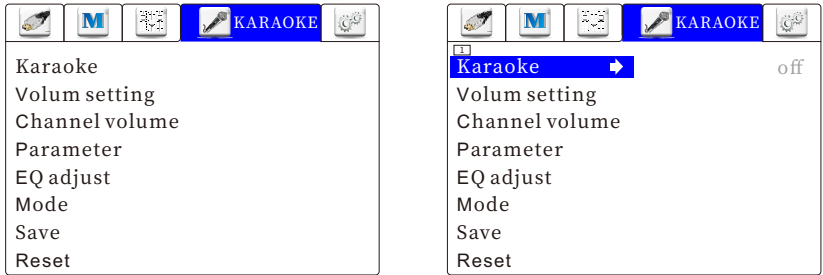 M KARAOKE
Karaoke
Volum setting
Channel volume
Parameter
EQ adjust
Mode
Save
Reset
M KARAOKE
1
Karaoke off
Volum setting
Channel volume
Parameter
EQ adjust
Mode
Save
Reset